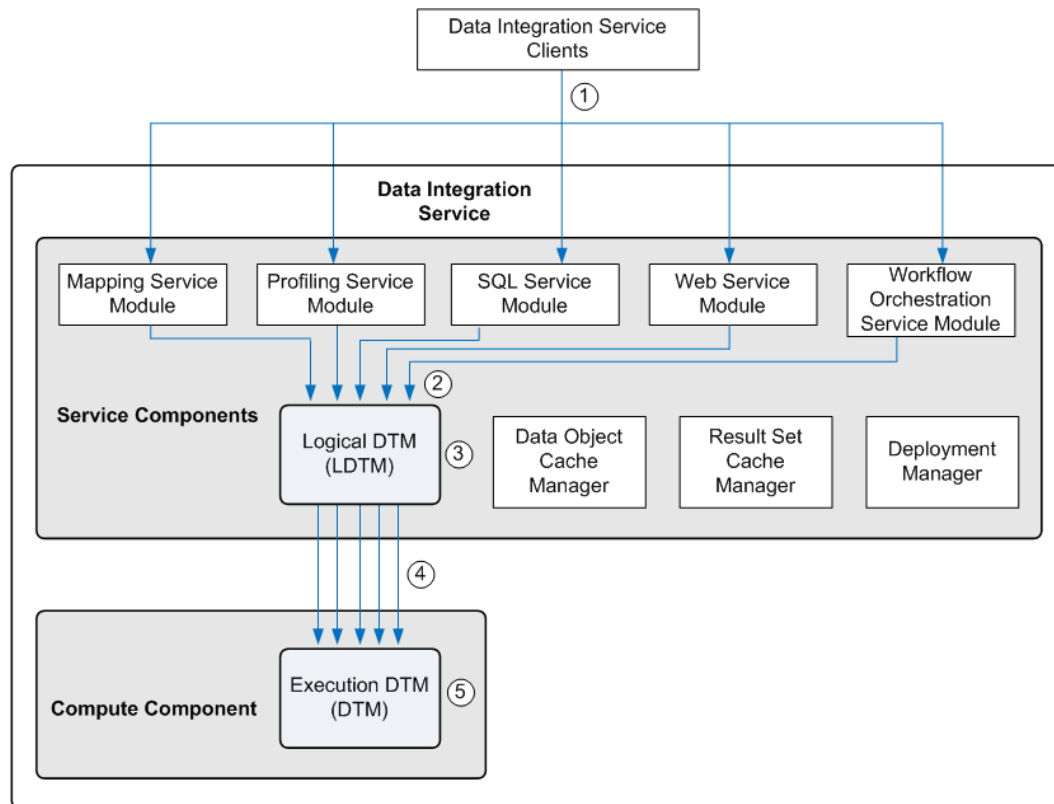 Data Integration Service
Clients
1
Data Integration
Service
Mapping Service
Module
Profiling Service
Module
SQL Service
Module
Web Service
Module
Workflow
Orchestration
Service Module
2
Service Components
Logical DTM
(LDTM)
3
Data Object
Cache
Manager
Result Set
Cache
Manager
Deployment
Manager
4
Compute Component
Execution DTM
(DTM)
5